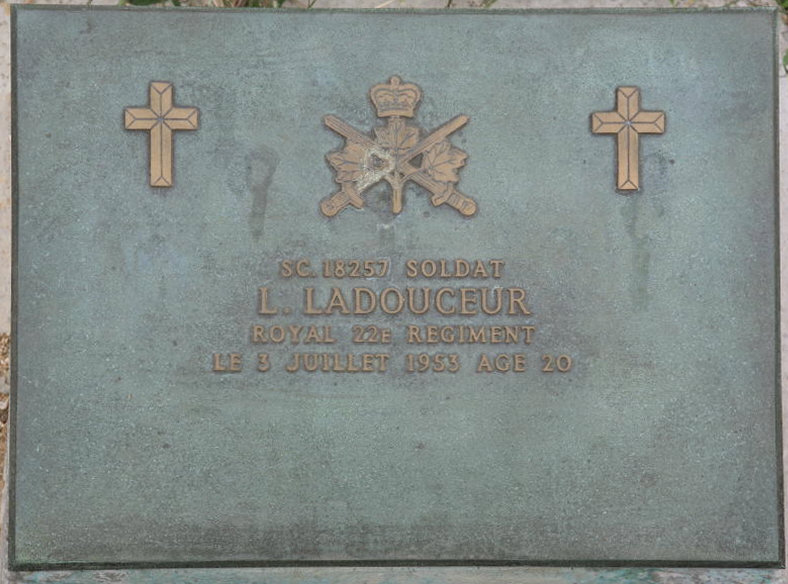 SC. 18257 SOLDAT
L. LADOUCEUR
ROYAL 22E REGIMENT
LE 3 JUILLET 1953 AGE 20